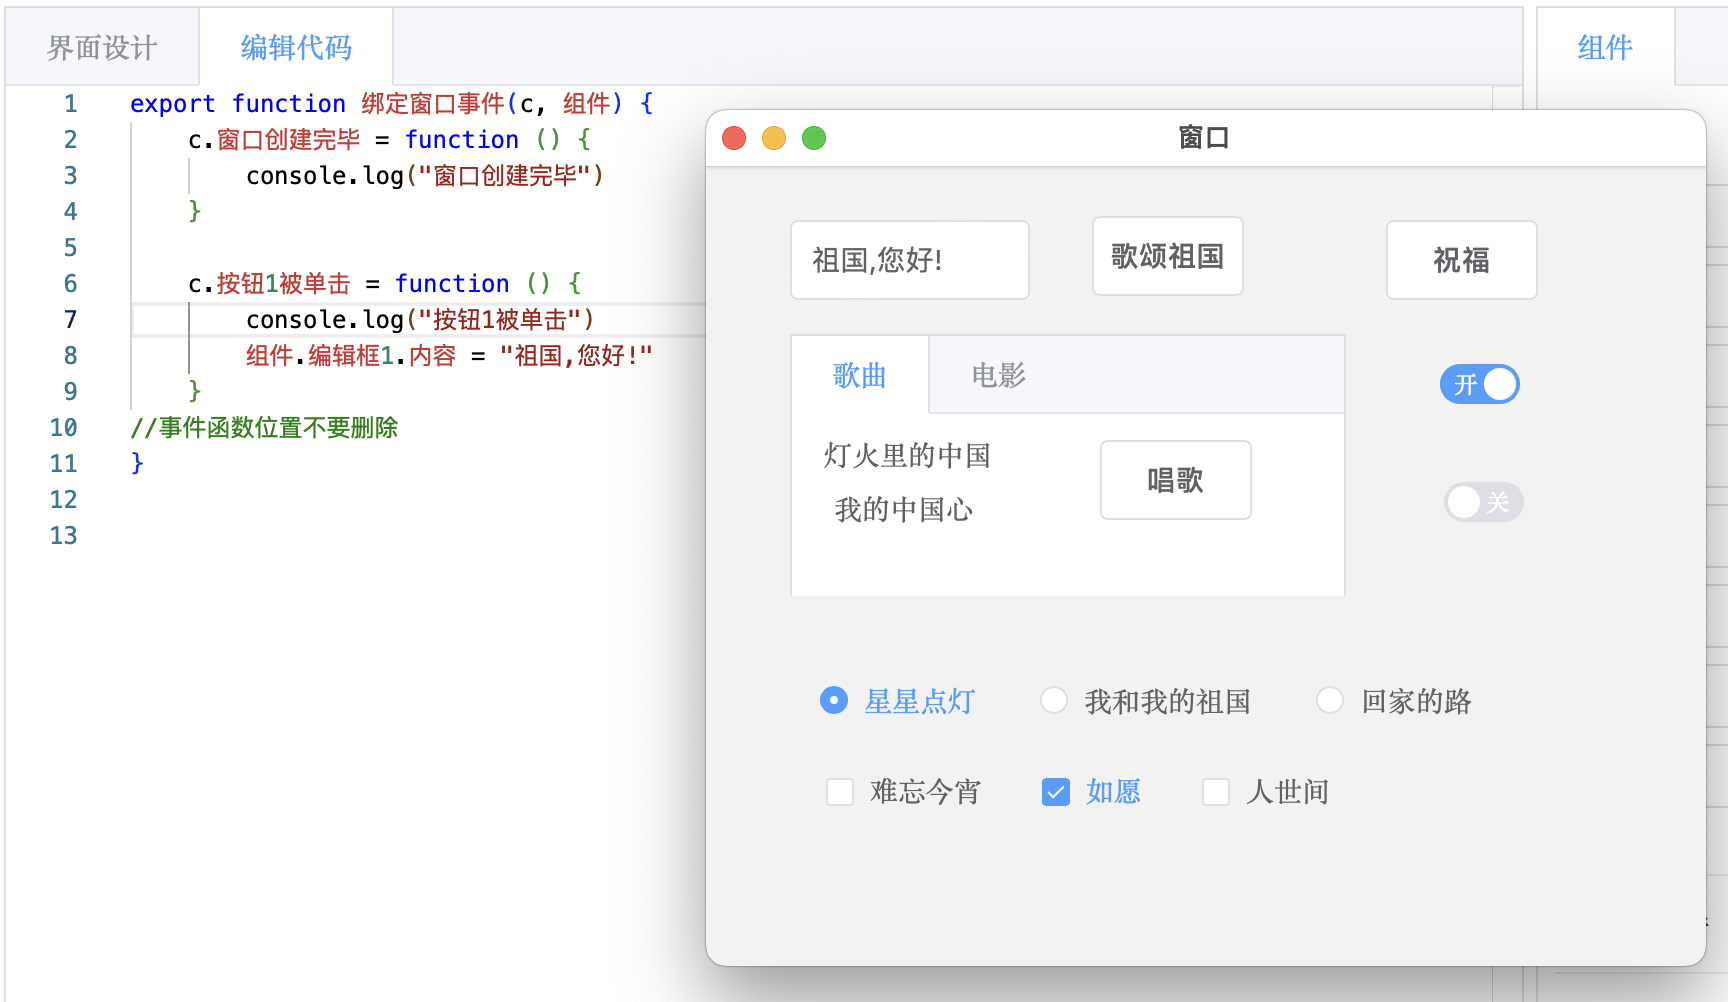 界面设计 编辑代码 组件
1 export function 绑定窗口事件(c, 组件) {
2 c.窗口创建完毕 = function () {
3 console.log("窗口创建完毕")
4 }
5
6 c.按钮1被单击 = function () {
7 console.log("按钮1被单击")
8 组件.编辑框1.内容 = "祖国,您好!"
9 }
10 //事件函数位置不要删除
11 }
12
13
窗口
祖国,您好! 歌颂祖国 祝福
歌曲 电影 开
灯火里的中国 唱歌
我的中国心 关
星星点灯 我和我的祖国 回家的路
难忘今宵 如愿 人世间